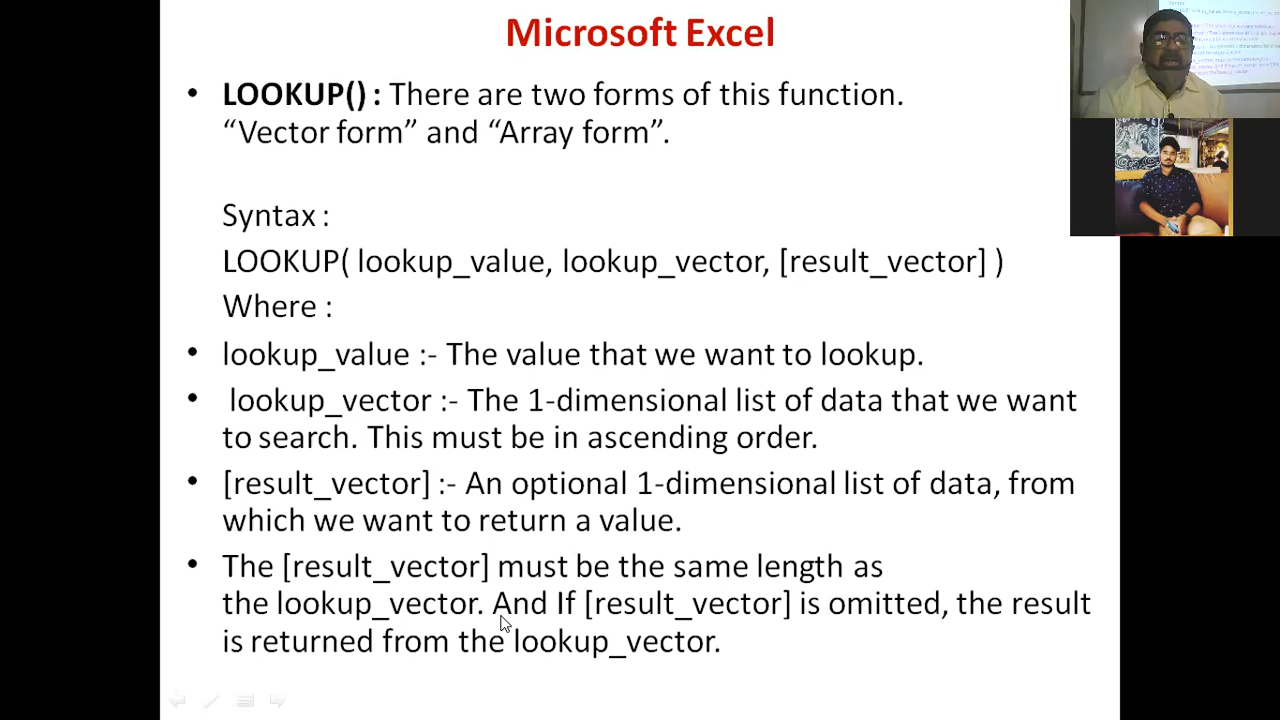 Microsoft Excel
• LOOKUP() : There are two forms of this function.
“Vector form” and “Array form”.
Syntax :
LOOKUP( lookup_value, lookup_vector, [result_vector] )
Where :
• lookup_value :- The value that we want to lookup.
• lookup_vector :- The 1-dimensional list of data that we want
to search. This must be in ascending order.
• [result_vector] :- An optional 1-dimensional list of data, from
which we want to return a value.
• The [result_vector] must be the same length as
the lookup_vector. And If [result_vector] is omitted, the result
is returned from the lookup_vector.